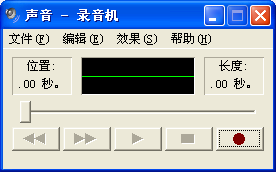 声音 - 录音机
文件(F) 编辑(E) 效果(S) 帮助(H)
位置: 长度:
.00 秒。 .00 秒。